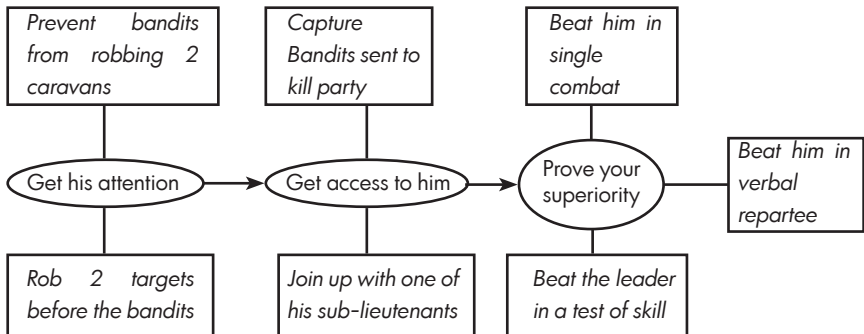 Prevent bandits
from robbing 2
caravans
Capture
Bandits sent to
kill party
Beat him in
single
combat
Get his attention
Get access to him
Prove your
superiority
Beat him in
verbal
repartee
Rob 2 targets
before the bandits
Join up with one of
his sub-lieutenants
Beat the leader
in a test of skill